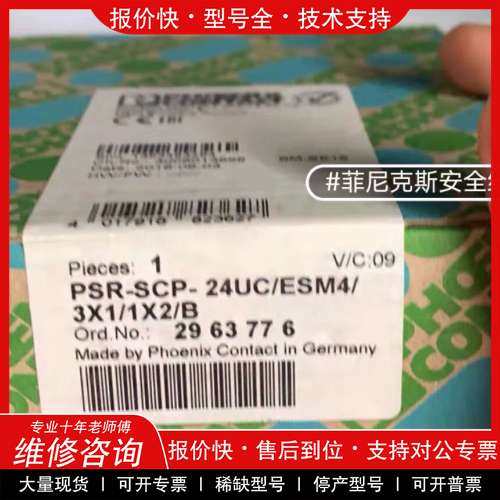 报价快·型号全·技术支持
#菲尼克斯安全
4 017918 623627
Pieces: 1
V/C:09
PSR-SCP- 24UC/ESM4/
3X1/1X2/B
Ord.No.: 29 63 77 6
Made by Phoenix Contact in Germany
专业十年老师傅
维修咨询
报价快·售后到位·支持对公专票
大量现货 | 可开专票 | 稀缺型号 | 停产型号 | 可开普票